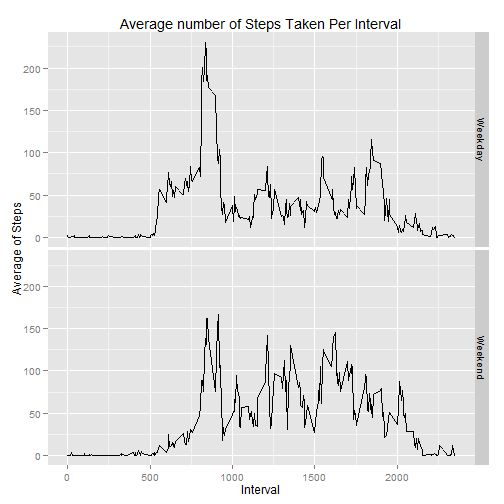 Average number of Steps Taken Per Interval
200
150
100
50
0
Weekday
Average of Steps
200
150
100
50
0
Weekend
0 500 1000 1500 2000
Interval